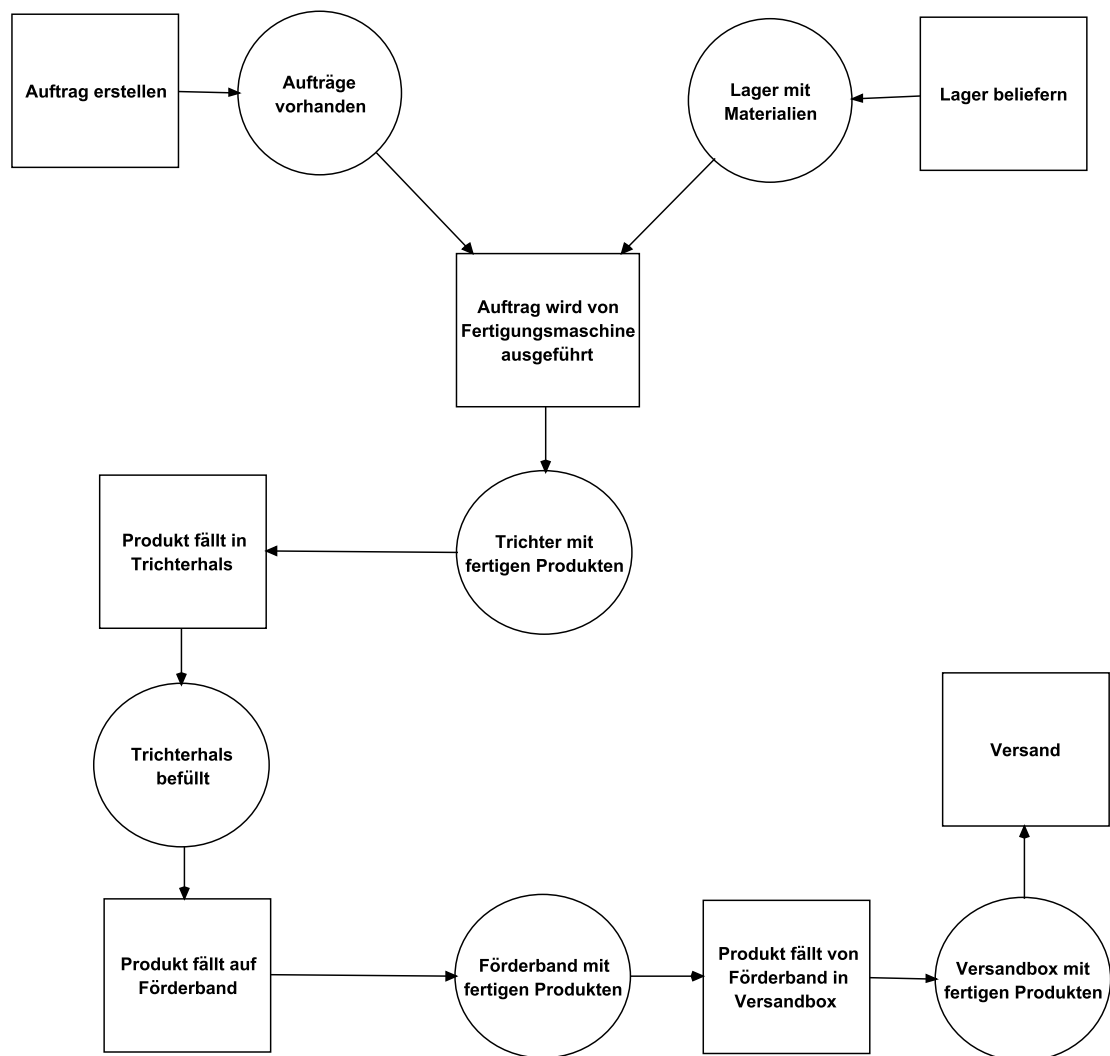 Auftrag erstellen
Aufträge
vorhanden
Lager mit
Materialien
Lager beliefern
Auftrag wird von
Fertigungsmaschine
ausgeführt
Produkt fällt in
Trichterhals
Trichter mit
fertigen Produkten
Trichterhals
befüllt
Versand
Produkt fällt auf
Förderband
Förderband mit
fertigen Produkten
Produkt fällt von
Förderband in
Versandbox
Versandbox mit
fertigen Produkten